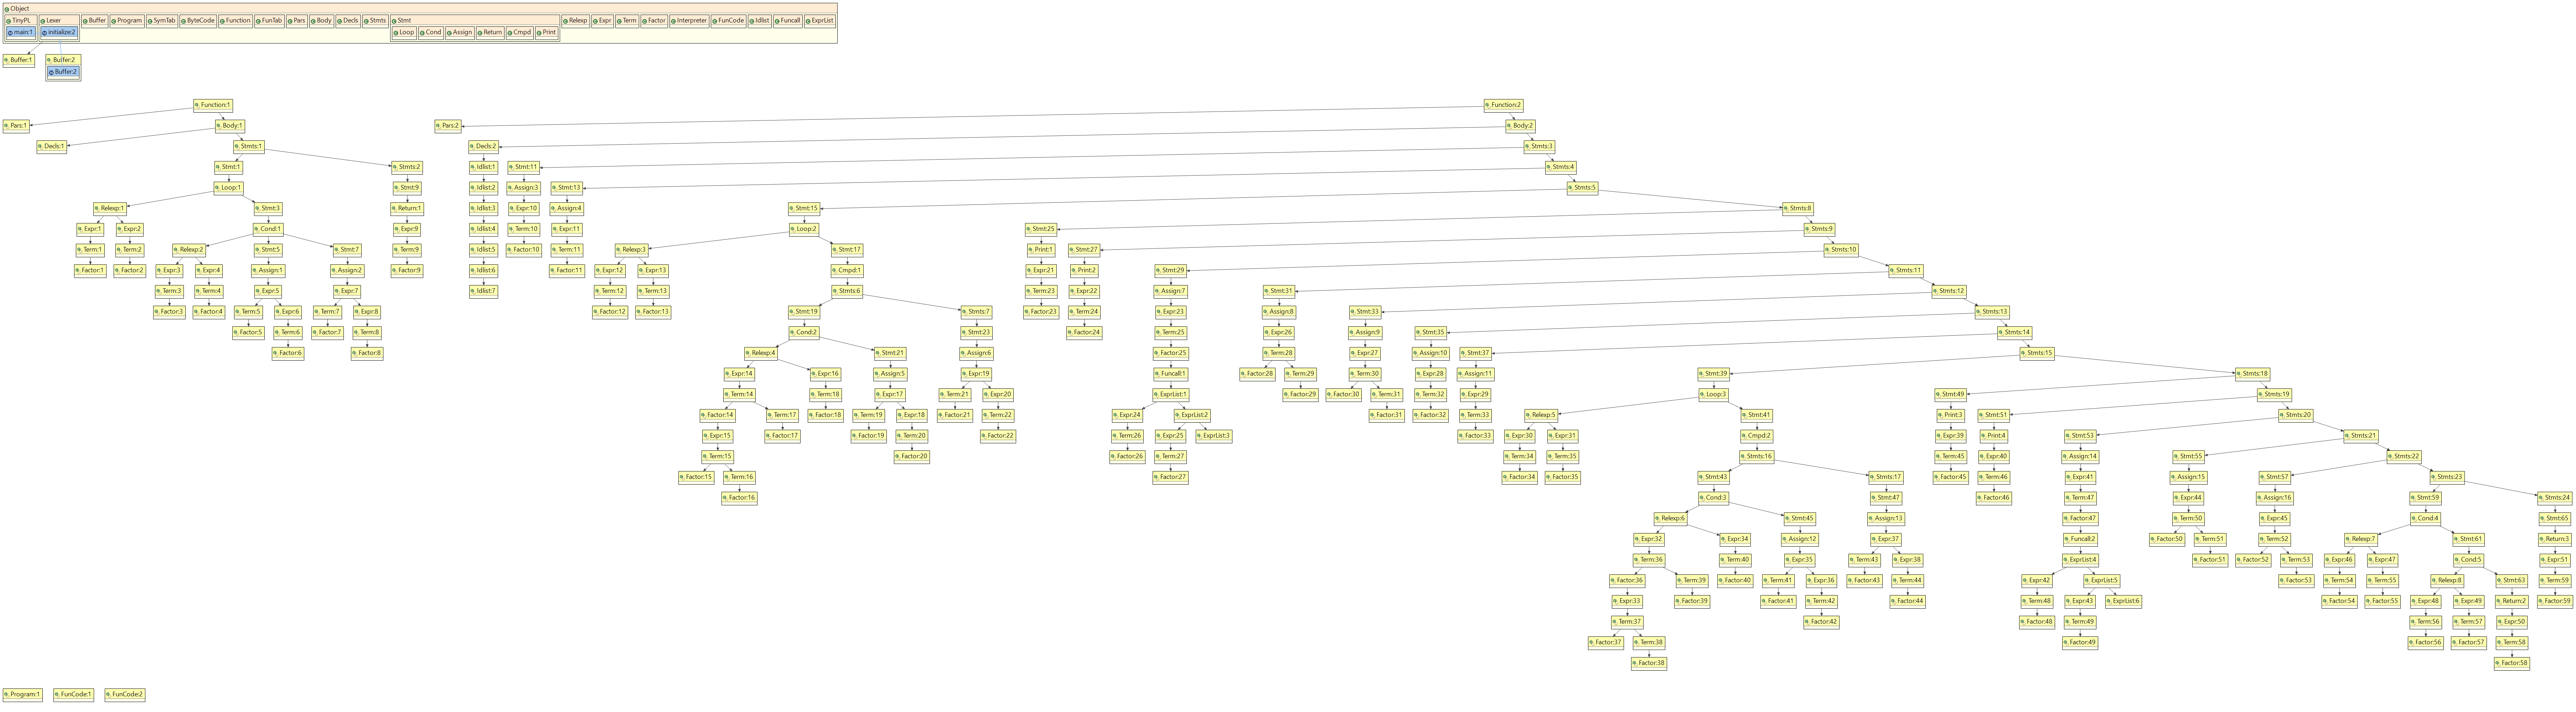 Object
TinyPL Lexer Buffer Program SymTab ByteCode Function FunTab Pars Body Decls Stmts Stmt Relexp Expr Term Factor Interpreter FunCode Idlist Funcall ExprList
main:1 initialize:2 Loop Cond Assign Return Cmpd Print
Buffer:1 Buffer:2
Buffer:2
Function:1 Function:2
Pars:1 Body:1 Pars:2 Body:2
Decls:1 Stmts:1 Decls:2 Stmts:3
Stmt:1 Stmts:2 Idlist:1 Stmt:11 Stmts:4
Loop:1 Stmt:9 Idlist:2 Assign:3 Stmt:13 Stmts:5
Relexp:1 Stmt:3 Return:1 Idlist:3 Expr:10 Assign:4 Stmt:15 Stmts:8
Expr:1 Expr:2 Cond:1 Expr:9 Idlist:4 Term:10 Expr:11 Loop:2 Stmt:25 Stmts:9
Term:1 Term:2 Relexp:2 Stmt:5 Stmt:7 Term:9 Idlist:5 Factor:10 Term:11 Relexp:3 Stmt:17 Print:1 Stmt:27 Stmts:10
Factor:1 Factor:2 Expr:3 Expr:4 Assign:1 Assign:2 Factor:9 Idlist:6 Factor:11 Expr:12 Expr:13 Cmpd:1 Expr:21 Print:2 Stmt:29 Stmts:11
Term:3 Term:4 Expr:5 Expr:7 Idlist:7 Term:12 Term:13 Stmts:6 Term:23 Expr:22 Assign:7 Stmt:31 Stmts:12
Factor:3 Factor:4 Term:5 Expr:6 Term:7 Expr:8 Factor:12 Factor:13 Stmt:19 Stmts:7 Factor:23 Term:24 Expr:23 Assign:8 Stmt:33 Stmts:13
Factor:5 Term:6 Factor:7 Term:8 Cond:2 Stmt:23 Factor:24 Term:25 Expr:26 Assign:9 Stmt:35 Stmts:14
Factor:6 Factor:8 Relexp:4 Stmt:21 Assign:6 Factor:25 Term:28 Expr:27 Assign:10 Stmt:37 Stmts:15
Expr:14 Expr:16 Assign:5 Expr:19 Funcall:1 Factor:28 Term:29 Term:30 Expr:28 Assign:11 Stmt:39 Stmts:18
Term:14 Term:18 Expr:17 Term:21 Expr:20 ExprList:1 Factor:29 Factor:30 Term:31 Term:32 Expr:29 Loop:3 Stmt:49 Stmts:19
Factor:14 Term:17 Factor:18 Term:19 Expr:18 Factor:21 Term:22 Expr:24 ExprList:2 Factor:31 Factor:32 Term:33 Relexp:5 Stmt:41 Print:3 Stmt:51 Stmts:20
Expr:15 Factor:17 Factor:19 Term:20 Factor:22 Term:26 Expr:25 ExprList:3 Factor:33 Expr:30 Expr:31 Cmpd:2 Expr:39 Print:4 Stmt:53 Stmts:21
Term:15 Factor:20 Factor:26 Term:27 Term:34 Term:35 Stmts:16 Term:45 Expr:40 Assign:14 Stmt:55 Stmts:22
Factor:15 Term:16 Factor:27 Factor:34 Factor:35 Stmt:43 Stmts:17 Factor:45 Term:46 Expr:41 Assign:15 Stmt:57 Stmts:23
Factor:16 Cond:3 Stmt:47 Factor:46 Term:47 Expr:44 Assign:16 Stmt:59 Stmts:24
Relexp:6 Stmt:45 Assign:13 Factor:47 Term:50 Expr:45 Cond:4 Stmt:65
Expr:32 Expr:34 Assign:12 Expr:37 Funcall:2 Factor:50 Term:51 Term:52 Relexp:7 Stmt:61 Return:3
Term:36 Term:40 Expr:35 Term:43 Expr:38 ExprList:4 Factor:51 Factor:52 Term:53 Expr:46 Expr:47 Cond:5 Expr:51
Factor:36 Term:39 Factor:40 Term:41 Expr:36 Factor:43 Term:44 Expr:42 ExprList:5 Factor:53 Term:54 Term:55 Relexp:8 Stmt:63 Term:59
Expr:33 Factor:39 Factor:41 Term:42 Factor:44 Term:48 Expr:43 ExprList:6 Factor:54 Factor:55 Expr:48 Expr:49 Return:2 Factor:59
Term:37 Factor:42 Factor:48 Term:49 Term:56 Term:57 Expr:50
Factor:37 Term:38 Factor:49 Factor:56 Factor:57 Term:58
Factor:38 Factor:58
Program:1 FunCode:1 FunCode:2